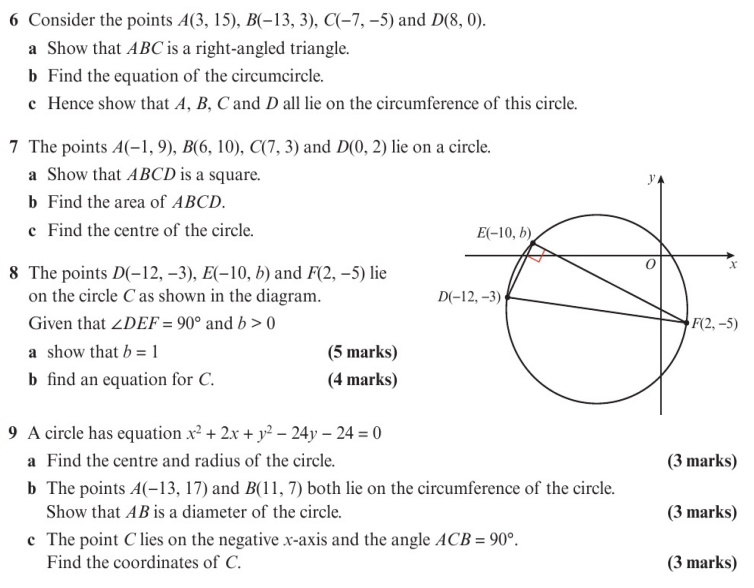 6 Consider the points A(3, 15), B(−13, 3), C(−7, −5) and D(8, 0).
a Show that ABC is a right-angled triangle.
b Find the equation of the circumcircle.
c Hence show that A, B, C and D all lie on the circumference of this circle.
7 The points A(−1, 9), B(6, 10), C(7, 3) and D(0, 2) lie on a circle.
a Show that ABCD is a square.
b Find the area of ABCD.
c Find the centre of the circle.
8 The points D(−12, −3), E(−10, b) and F(2, −5) lie
on the circle C as shown in the diagram.
Given that ∠DEF = 90° and b > 0
a show that b = 1 (5 marks)
b find an equation for C. (4 marks)
y
E(−10, b)
O
x
D(−12, −3)
F(2, −5)
9 A circle has equation x² + 2x + y² − 24y − 24 = 0
a Find the centre and radius of the circle. (3 marks)
b The points A(−13, 17) and B(11, 7) both lie on the circumference of the circle.
Show that AB is a diameter of the circle. (3 marks)
c The point C lies on the negative x-axis and the angle ACB = 90°.
Find the coordinates of C. (3 marks)